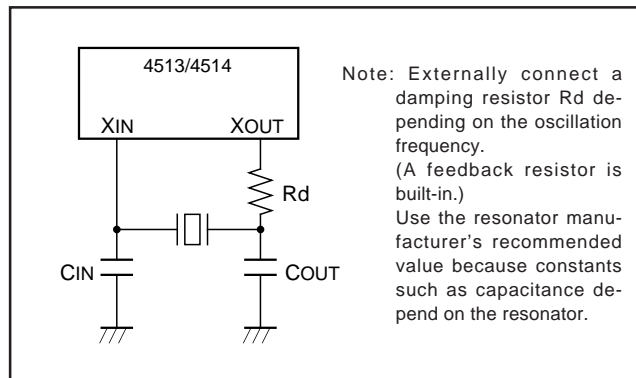 4513/4514
XIN
XOUT
Rd
CIN
COUT
Note: Externally connect a
damping resistor Rd de-
pending on the oscillation
frequency.
(A feedback resistor is
built-in.)
Use the resonator manu-
facturer's recommended
value because constants
such as capacitance de-
pend on the resonator.